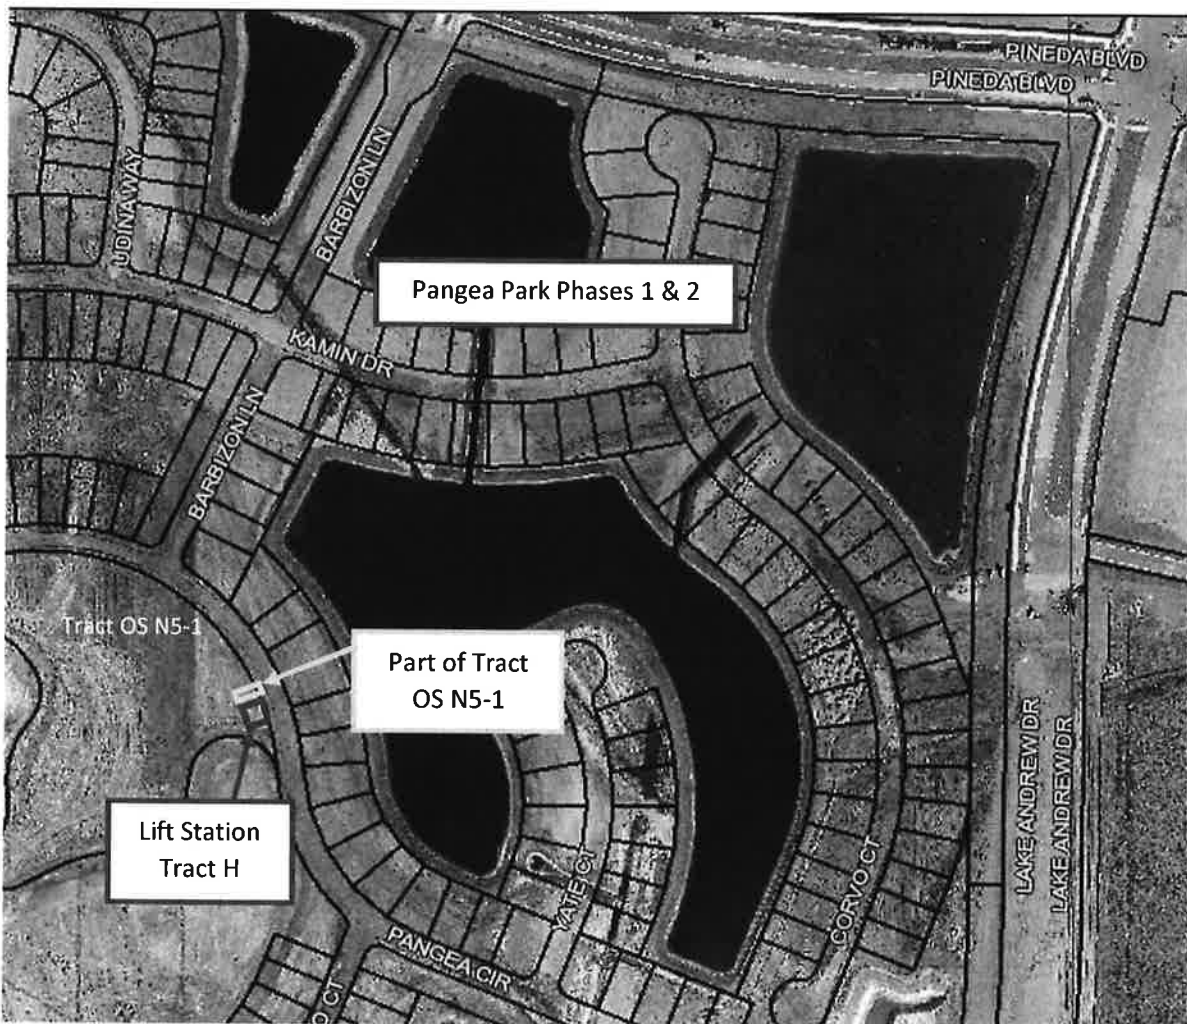 PINEDA BLVD
PINEDA BLVD
UDINA WAY
BARBIZON LN
Pangea Park Phases 1 & 2
KAMIN DR
BARBIZON LN
Tract OS N5-1
Part of Tract
OS N5-1
Lift Station
Tract H
LAKE ANDREW DR
LAKE ANDREW DR
CORVO CT
YATE CT
PANGEA CIR
O CT